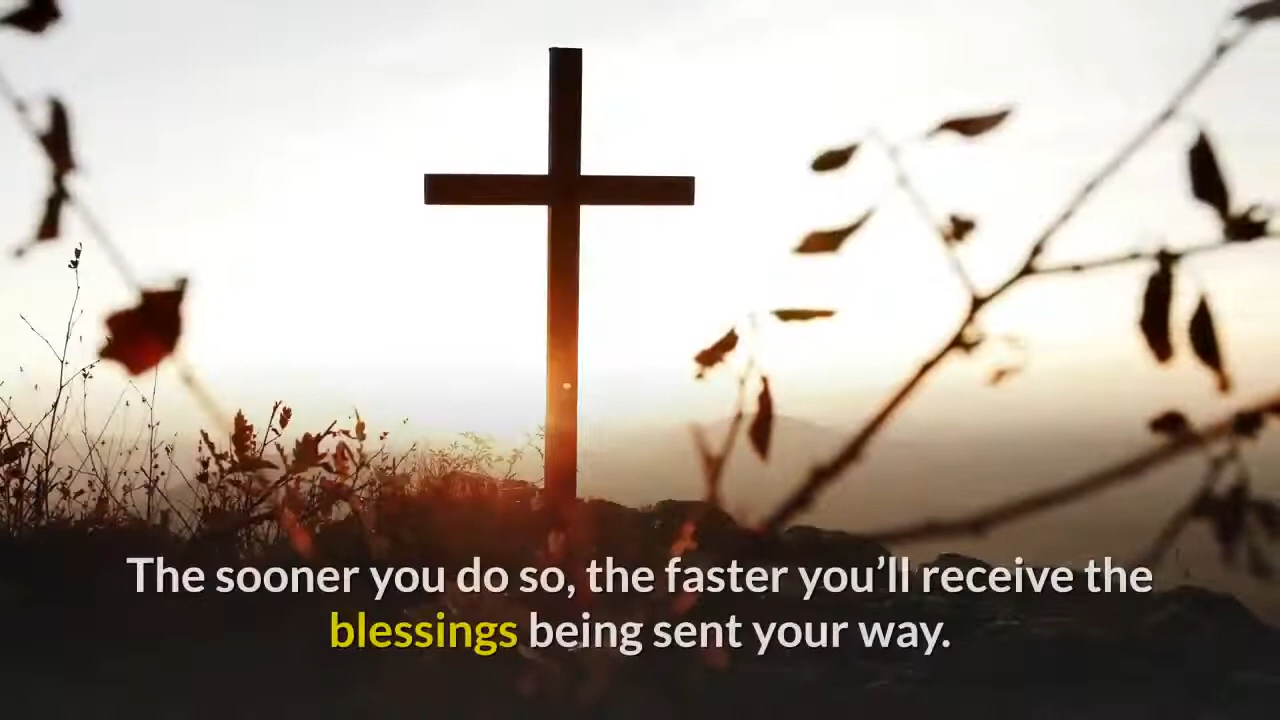 The sooner you do so, the faster you’ll receive the
blessings being sent your way.